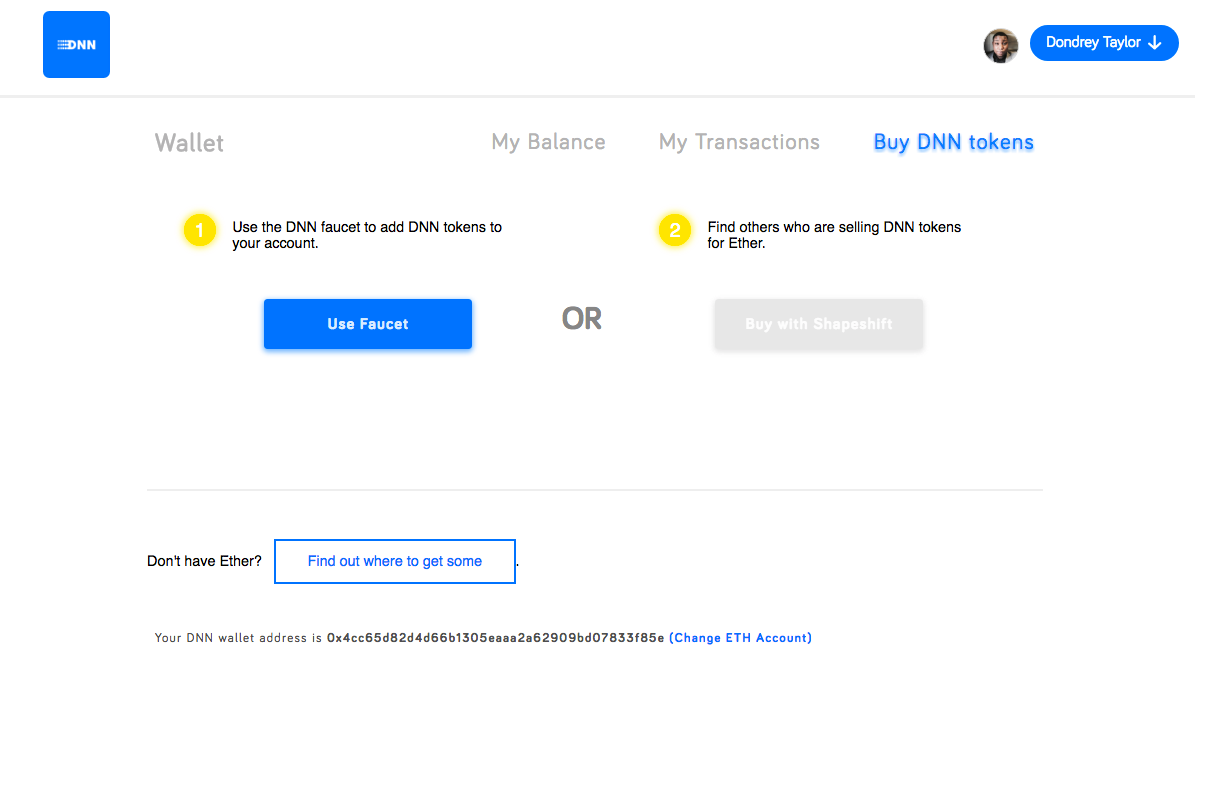 DNN
Dondrey Taylor
Wallet
My Balance
My Transactions
Buy DNN tokens
1
Use the DNN faucet to add DNN tokens to
your account.
2
Find others who are selling DNN tokens
for Ether.
Use Faucet
OR
Buy with Shapeshift
Don't have Ether? Find out where to get some.
Your DNN wallet address is 0x4cc65d82d4d66b1305eaaa2a62909bd07833f85e (Change ETH Account)